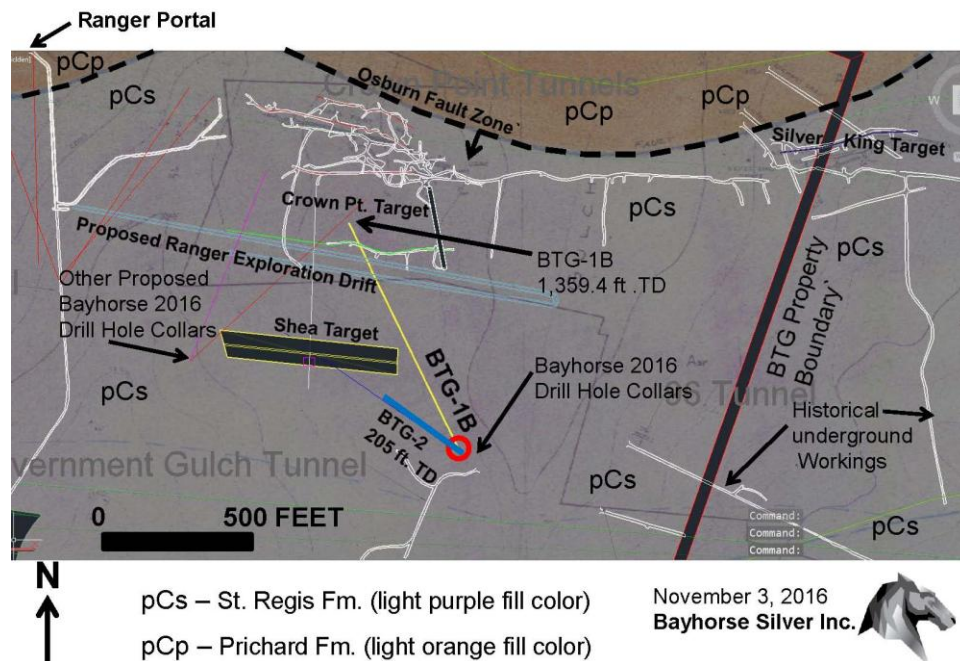 Ranger Portal
dden]
pCp
pCs
Crown Point Tunnels
Osburn Fault Zone`
pCp
pCp
pCp
FAULT
W
Silver King Target
pCs
pCs
Crown Pt. Target
Proposed Ranger Exploration Drift
BTG-1B
1,359.4 ft .TD
Other Proposed
Bayhorse 2016
Drill Hole Collars
Shea Target
pCs
BTG-1B
BTG-2
205 ft. TD
Bayhorse 2016
Drill Hole Collars
BTG Property
Boundary`
96 Tunnel
Historical
underground
Workings
vernment Gulch Tunnel
pCs
pCs
Command:
Command:
Command:
0 500 FEET
N
pCs – St. Regis Fm. (light purple fill color)
pCp – Prichard Fm. (light orange fill color)
November 3, 2016
Bayhorse Silver Inc.